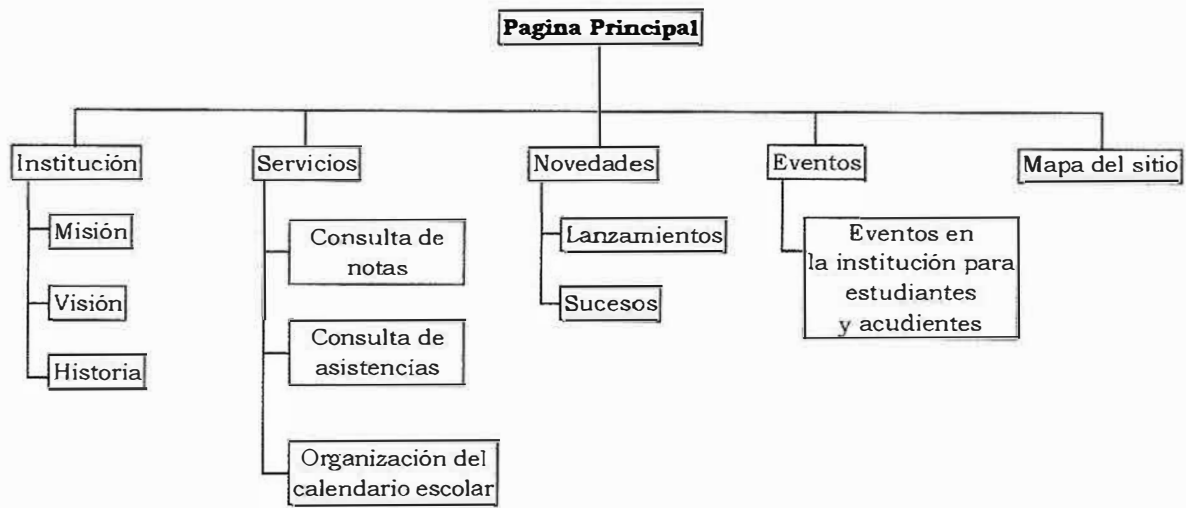 Pagina Principal
Institución
Misión
Visión
Historia
Servicios
Consulta de
notas
Consulta de
asistencias
Organización del
calendario escolar
Novedades
Lanzamientos
Sucesos
Eventos
Eventos en
la institución para
estudiantes
y acudientes
Mapa del sitio